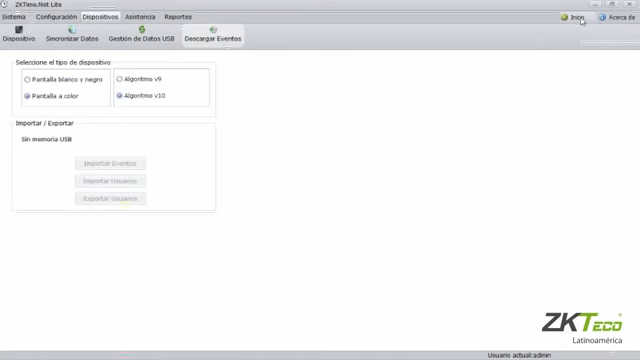 ZKTime.Net Lite
Sistema Configuración Dispositivos Asistencia Reportes Inicio Acerca de
Dispositivo Sincronizar Datos Gestión de Datos USB Descargar Eventos
Seleccione el tipo de dispositivo
Pantalla blanco y negro Algoritmo v9
Pantalla a color Algoritmo v10
Importar / Exportar
Sin memoria USB
Importar Eventos
Importar Usuarios
Exportar Usuarios
ZKTECO
Latinoamérica
Usuario actual:admin